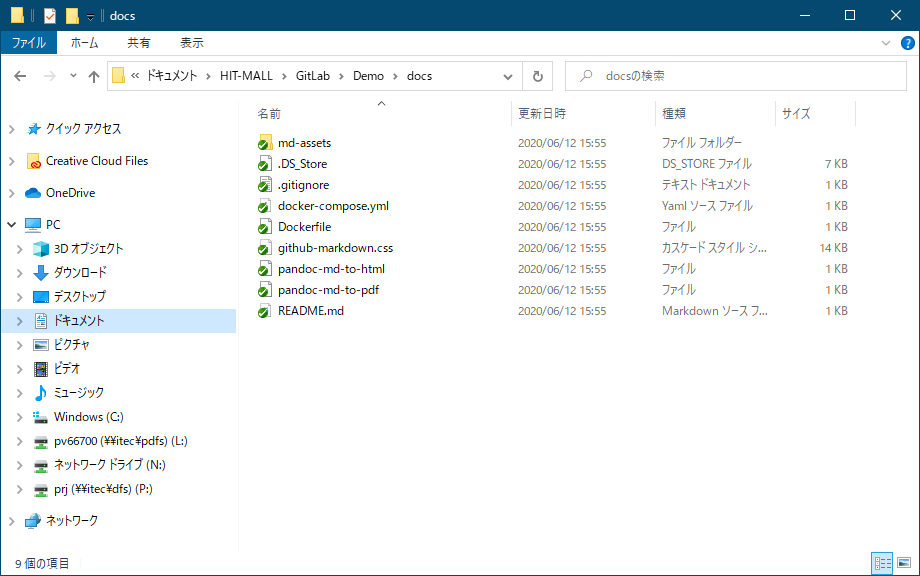 docs
ファイル ホーム 共有 表示
« ドキュメント › HIT-MALL › GitLab › Demo › docs
docsの検索
クイック アクセス
Creative Cloud Files
OneDrive
PC
3D オブジェクト
ダウンロード
デスクトップ
ドキュメント
ピクチャ
ビデオ
ミュージック
Windows (C:)
pv66700 (¥¥itec¥pdfs) (L:)
ネットワーク ドライブ (N:)
prj (¥¥itec¥dfs) (P:)
ネットワーク
名前 更新日時 種類 サイズ
md-assets 2020/06/12 15:55 ファイル フォルダー
.DS_Store 2020/06/12 15:55 DS_STORE ファイル 7 KB
.gitignore 2020/06/12 15:55 テキスト ドキュメント 1 KB
docker-compose.yml 2020/06/12 15:55 Yaml ソース ファイル 1 KB
Dockerfile 2020/06/12 15:55 ファイル 1 KB
github-markdown.css 2020/06/12 15:55 カスケード スタイル シ... 14 KB
pandoc-md-to-html 2020/06/12 15:55 ファイル 1 KB
pandoc-md-to-pdf 2020/06/12 15:55 ファイル 1 KB
README.md 2020/06/12 15:55 Markdown ソース フ... 1 KB
9 個の項目